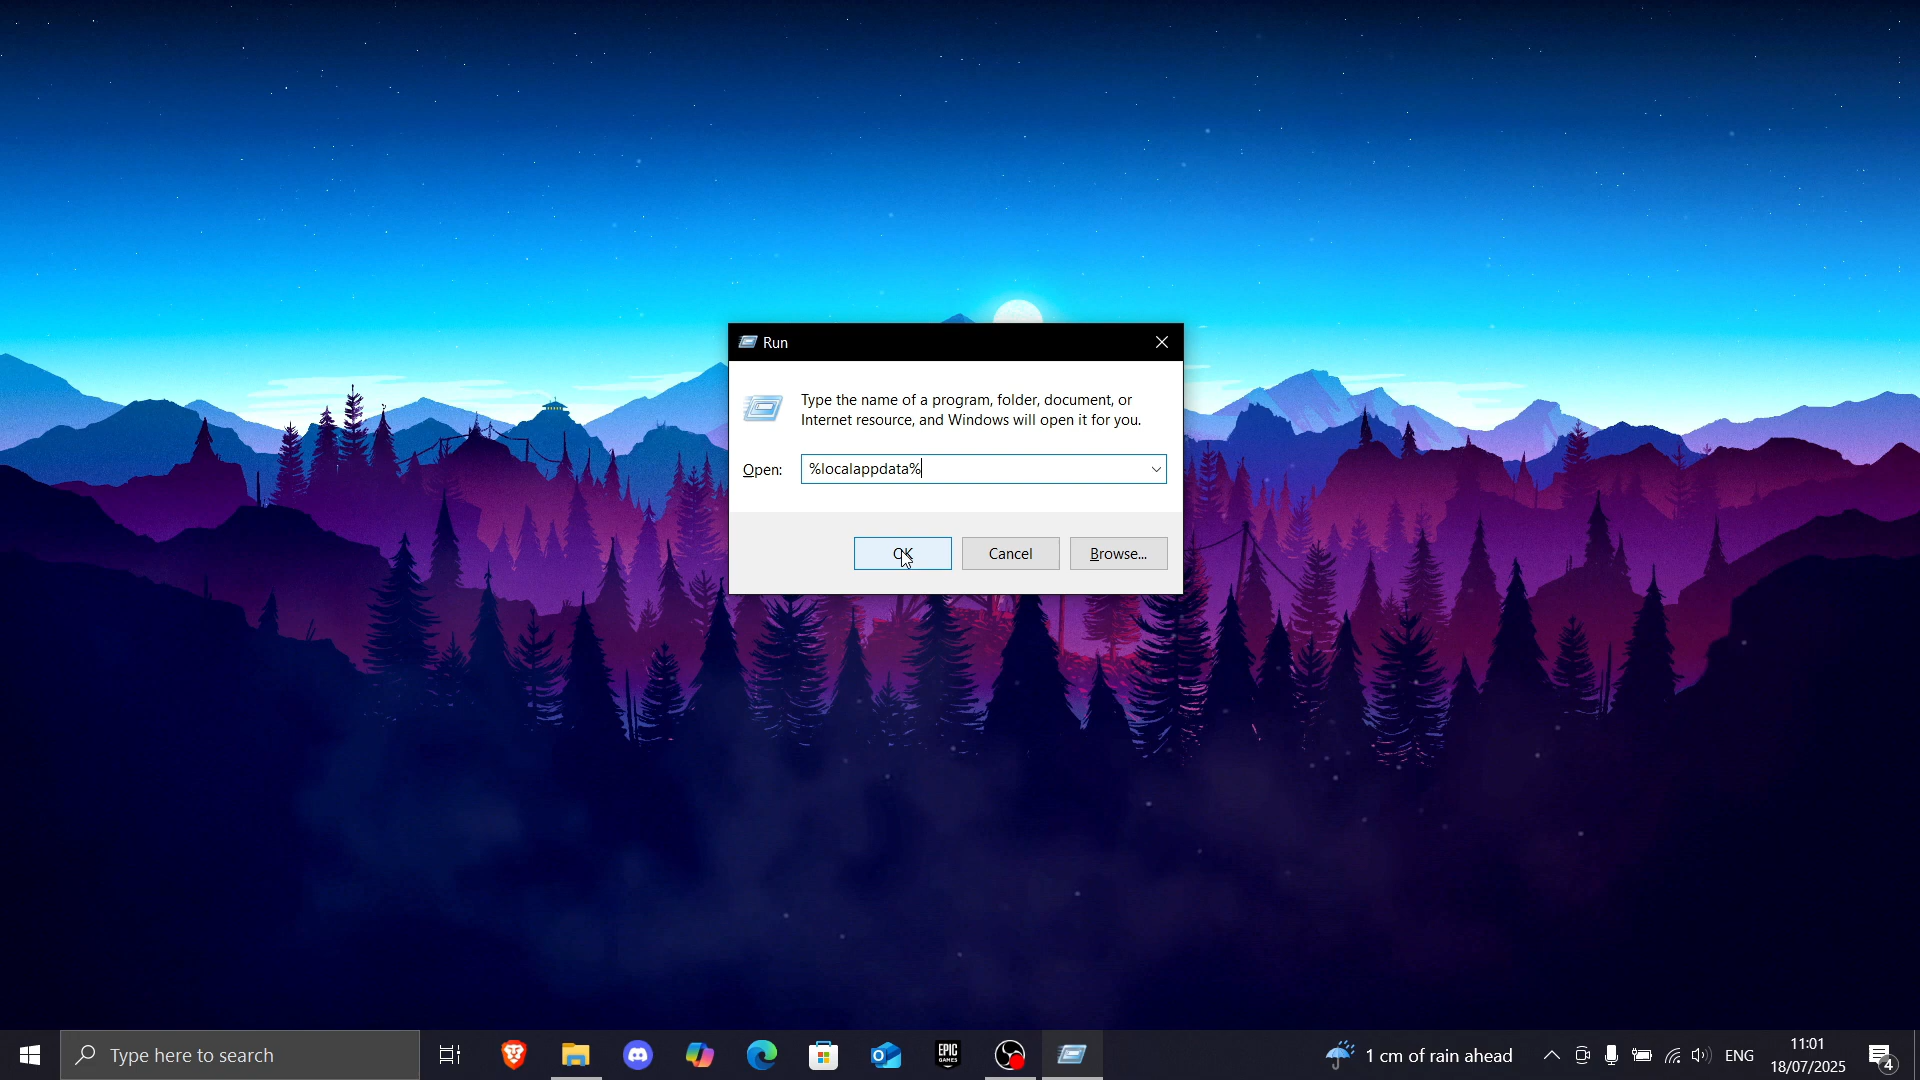 Run
Type the name of a program, folder, document, or
Internet resource, and Windows will open it for you.
Open: %localappdata%
OK Cancel Browse...
Type here to search
EPIC
GAMES
1 cm of rain ahead
ENG
11:01
18/07/2025
4